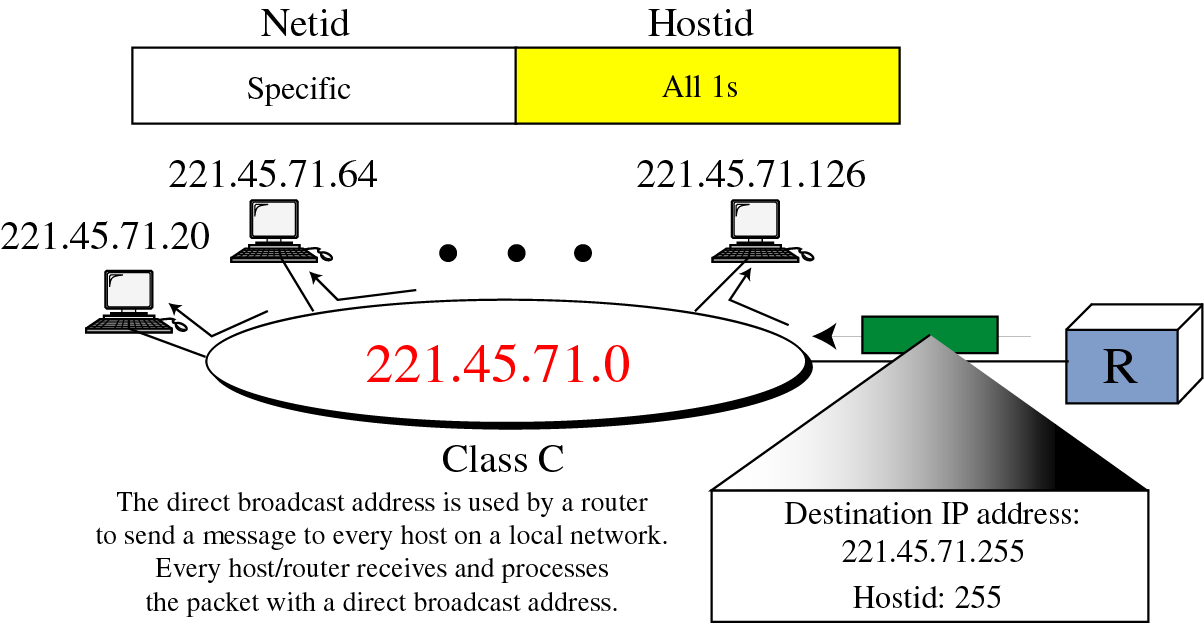 Netid Hostid
Specific All 1s
221.45.71.64 221.45.71.126
221.45.71.20
221.45.71.0
R
Class C
The direct broadcast address is used by a router
to send a message to every host on a local network.
Every host/router receives and processes
the packet with a direct broadcast address.
Destination IP address:
221.45.71.255
Hostid: 255